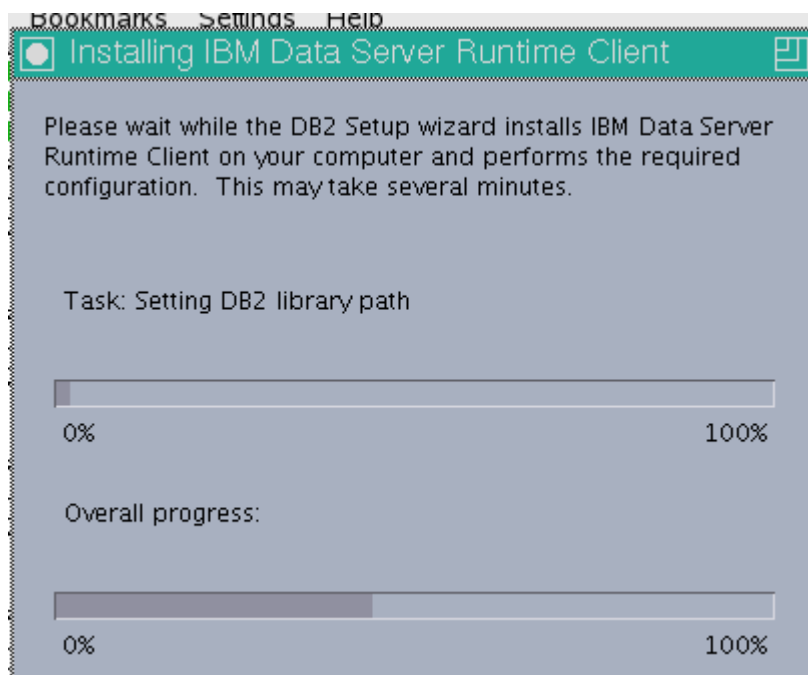 Bookmarks Settings Help
Installing IBM Data Server Runtime Client
Please wait while the DB2 Setup wizard installs IBM Data Server
Runtime Client on your computer and performs the required
configuration. This may take several minutes.
Task: Setting DB2 library path
0% 100%
Overall progress:
0% 100%